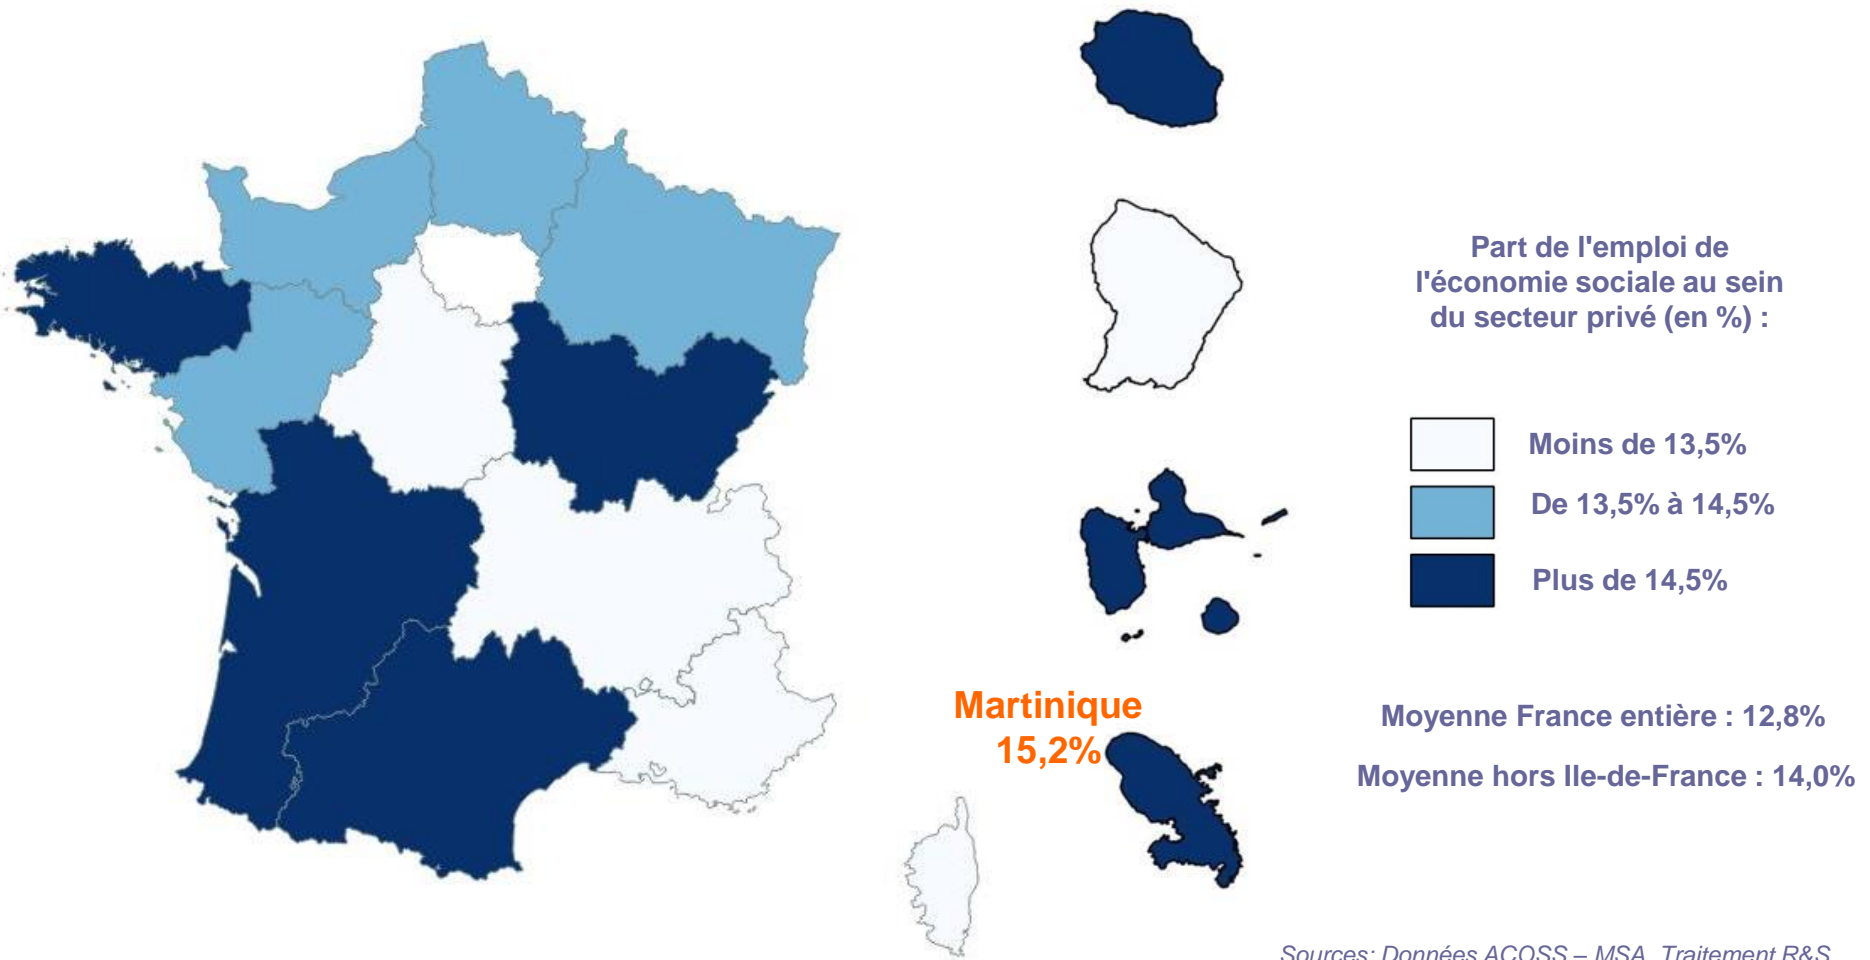 Part de l'emploi de
l'économie sociale au sein
du secteur privé (en %) :
Moins de 13,5%
De 13,5% à 14,5%
Plus de 14,5%
Martinique
15,2%
Moyenne France entière : 12,8%
Moyenne hors Ile-de-France : 14,0%
Sources: Données ACOSS – MSA. Traitement R&S